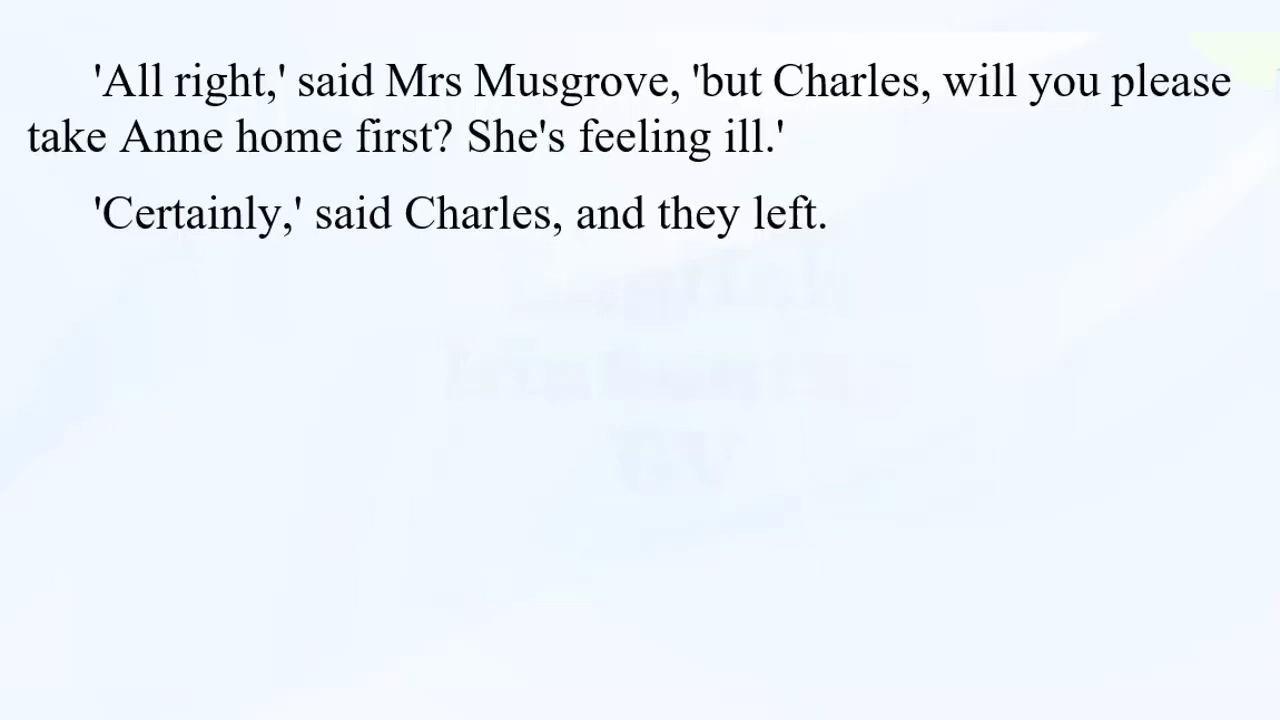 'All right,' said Mrs Musgrove, 'but Charles, will you please
take Anne home first? She's feeling ill.'
'Certainly,' said Charles, and they left.